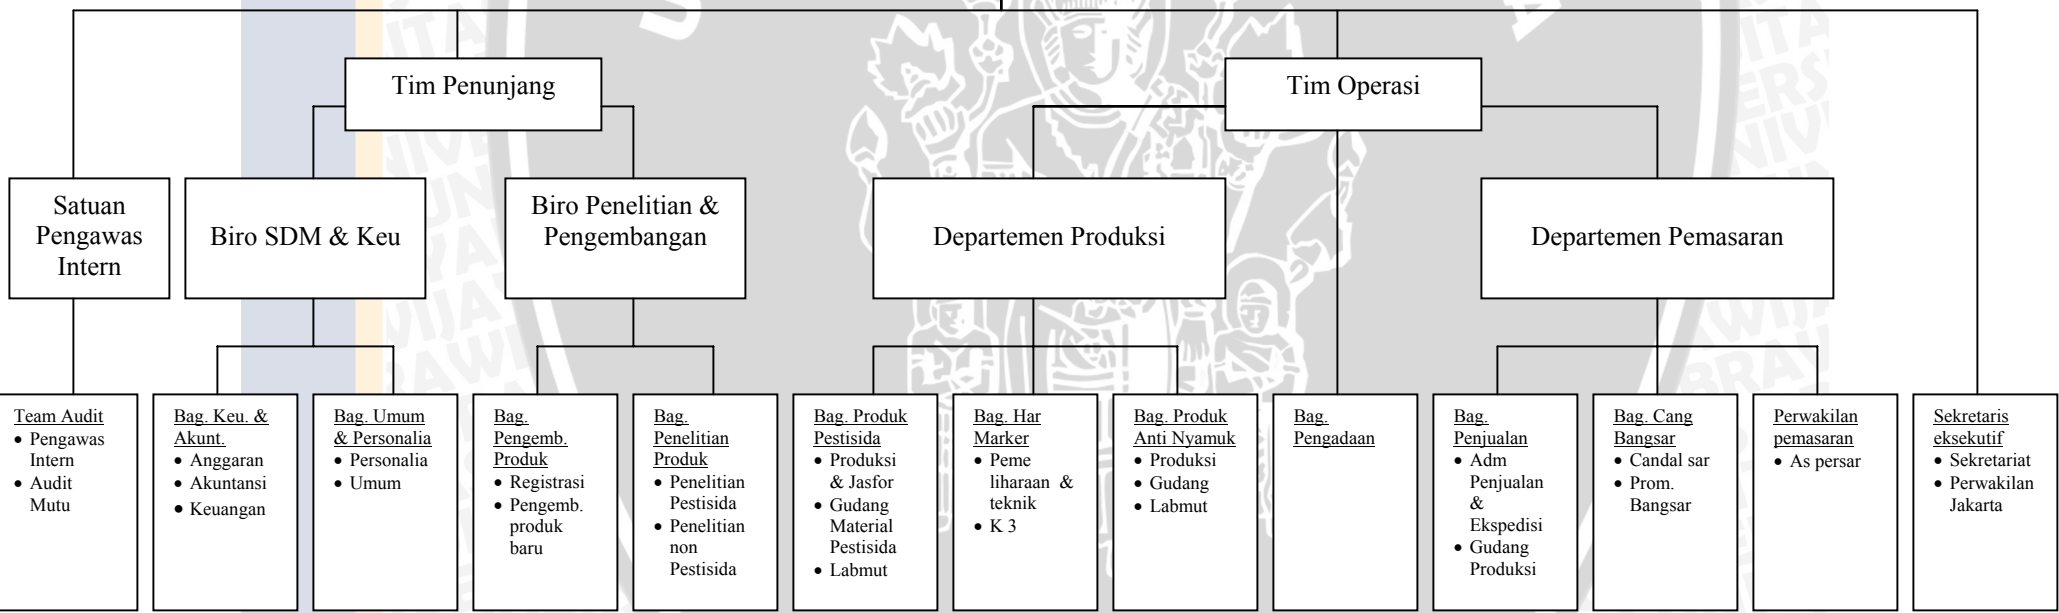 Tim Penunjang
Tim Operasi
Satuan
Pengawas
Intern
Biro SDM & Keu
Biro Penelitian &
Pengembangan
Departemen Produksi
Departemen Pemasaran
Team Audit
• Pengawas
Intern
• Audit
Mutu
Bag. Keu. &
Akunt.
• Anggaran
• Akuntansi
• Keuangan
Bag. Umum
& Personalia
• Personalia
• Umum
Bag.
Pengemb.
Produk
• Registrasi
• Pengemb.
produk
baru
Bag.
Penelitian
Produk
• Penelitian
Pestisida
• Penelitian
non
Pestisida
Bag. Produk
Pestisida
• Produksi
& Jasfor
• Gudang
Material
Pestisida
• Labmut
Bag. Har
Marker
• Peme
liharaan &
teknik
• K 3
Bag. Produk
Anti Nyamuk
• Produksi
• Gudang
• Labmut
Bag.
Pengadaan
Bag.
Penjualan
• Adm
Penjualan
&
Ekspedisi
• Gudang
Produksi
Bag. Cang
Bangsar
• Candal sar
• Prom.
Bangsar
Perwakilan
pemasaran
• As persar
Sekretaris
eksekutif
• Sekretariat
• Perwakilan
Jakarta